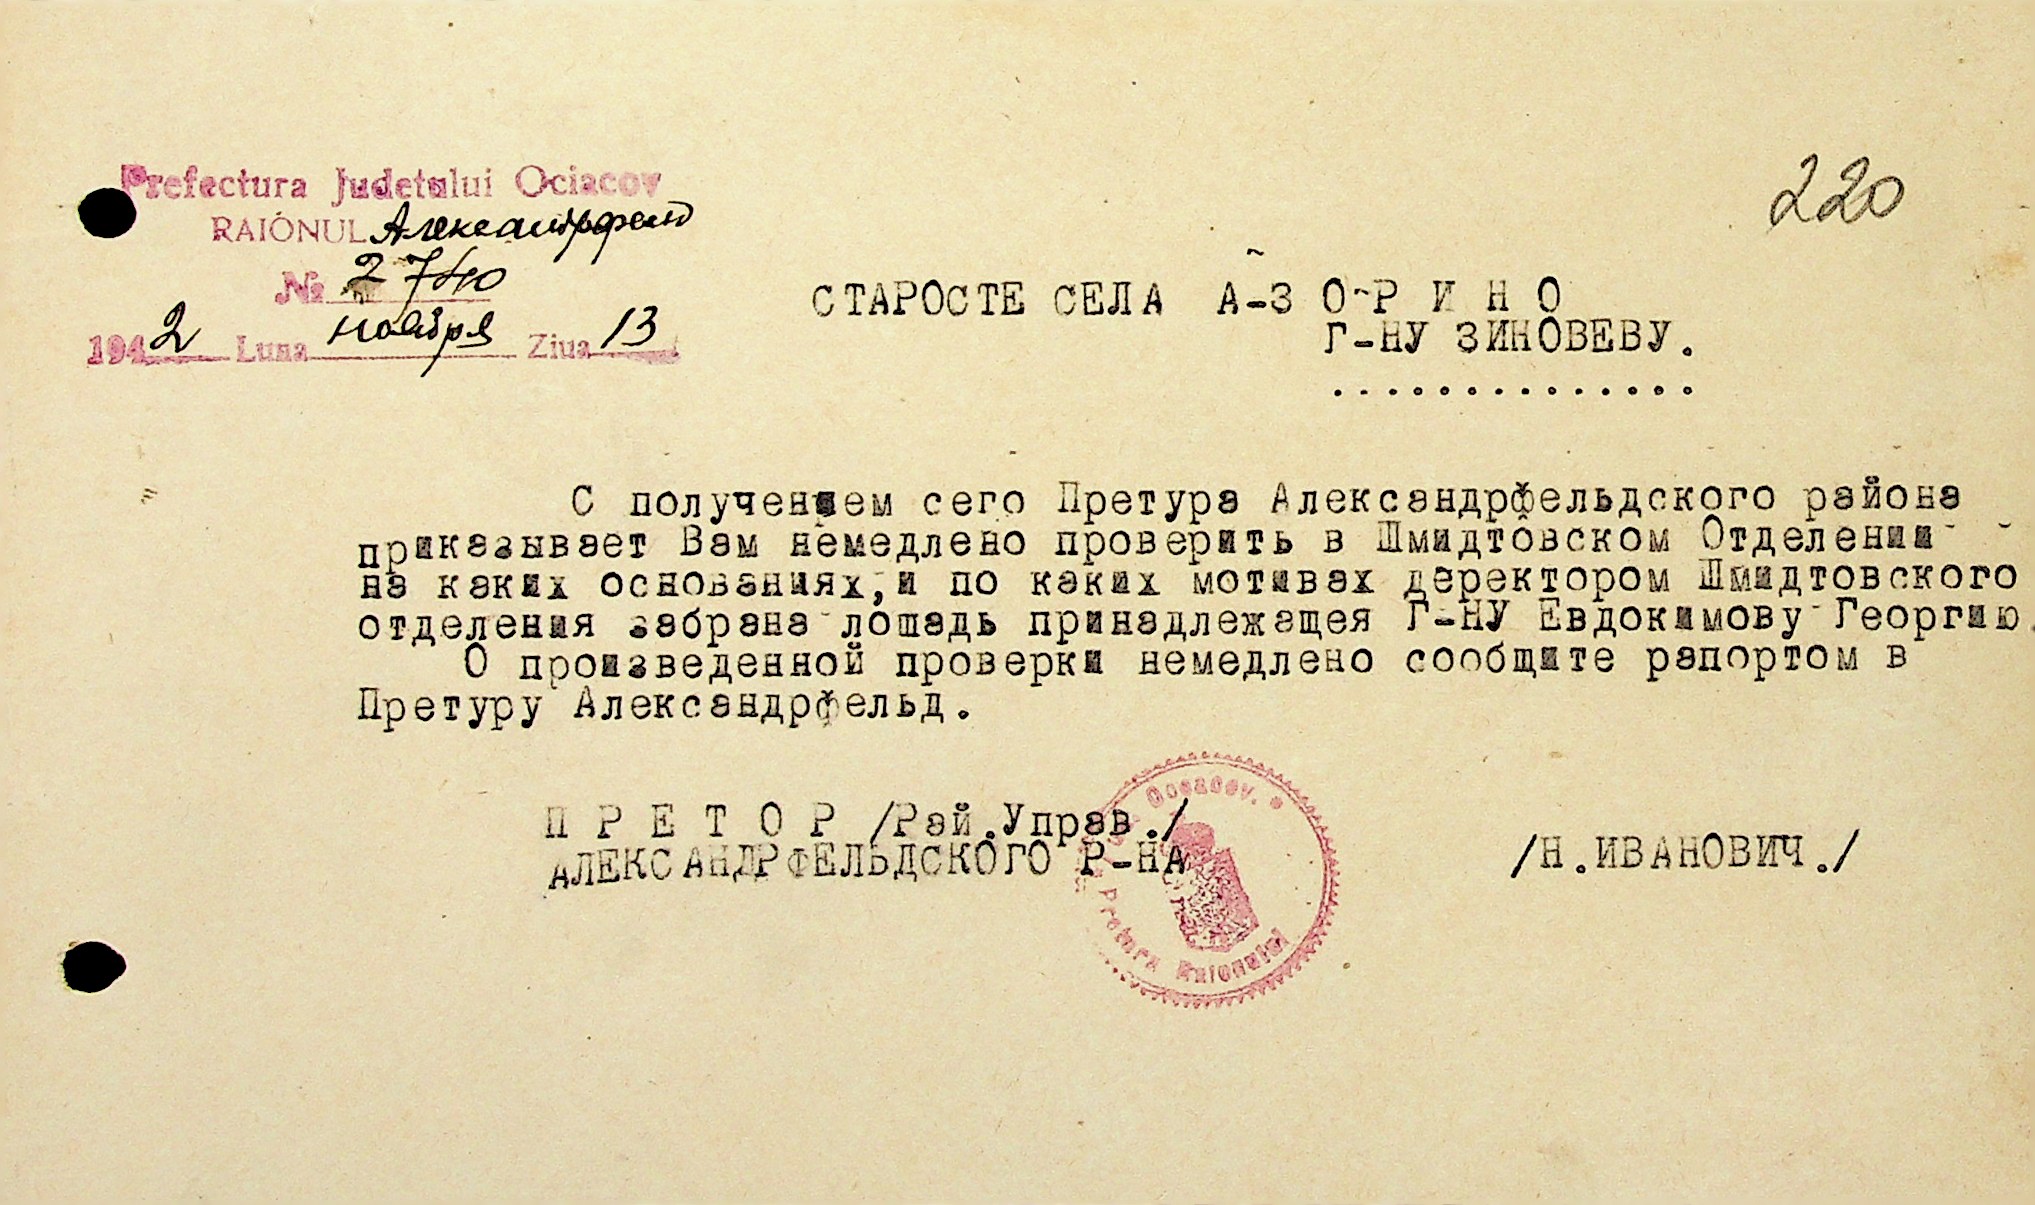 Prefectura Judetului Ociacov
RAIONUL Александрфельд
220
№ 2740
СТАРОСТЕ СЕЛА А-З О Р И Н О
1942 Luna ноября Ziua 13
Г-НУ ЗИНОВЕВУ.
..............
С получением сего Претура Александрфельдского района
приказывает Вам немедлено проверить в Шмидтовском Отделении
на каких основаниях,и по каких мотивах деректором Шмидтовского
отделения забрана лошадь принадлежащея Г-НУ Евдокимову Георгию.
О произведенной проверки немедлено сообщите рапортом в
Претуру Александрфельд.
П Р Е Т О Р /Рай.Управ./
АЛЕКСАНДРФЕЛЬДСКОГО Р-НА
/Н.ИВАНОВИЧ./
Pretura Raionului